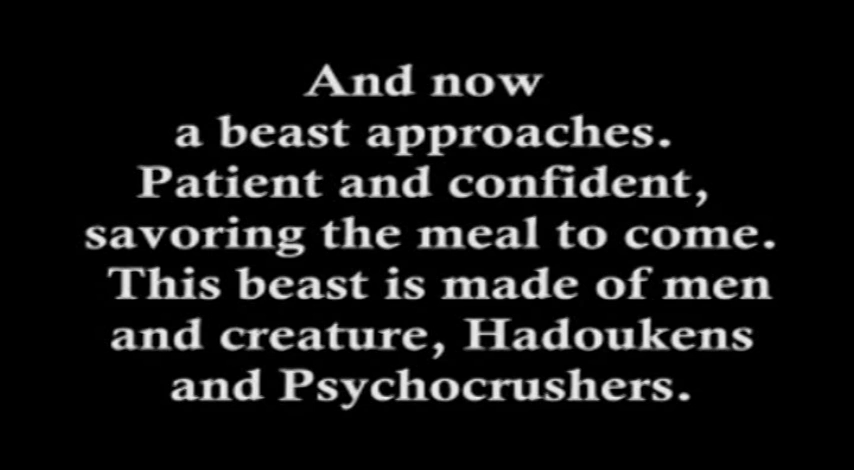 And now
a beast approaches.
Patient and confident,
savoring the meal to come.
This beast is made of men
and creature, Hadoukens
and Psychocrushers.